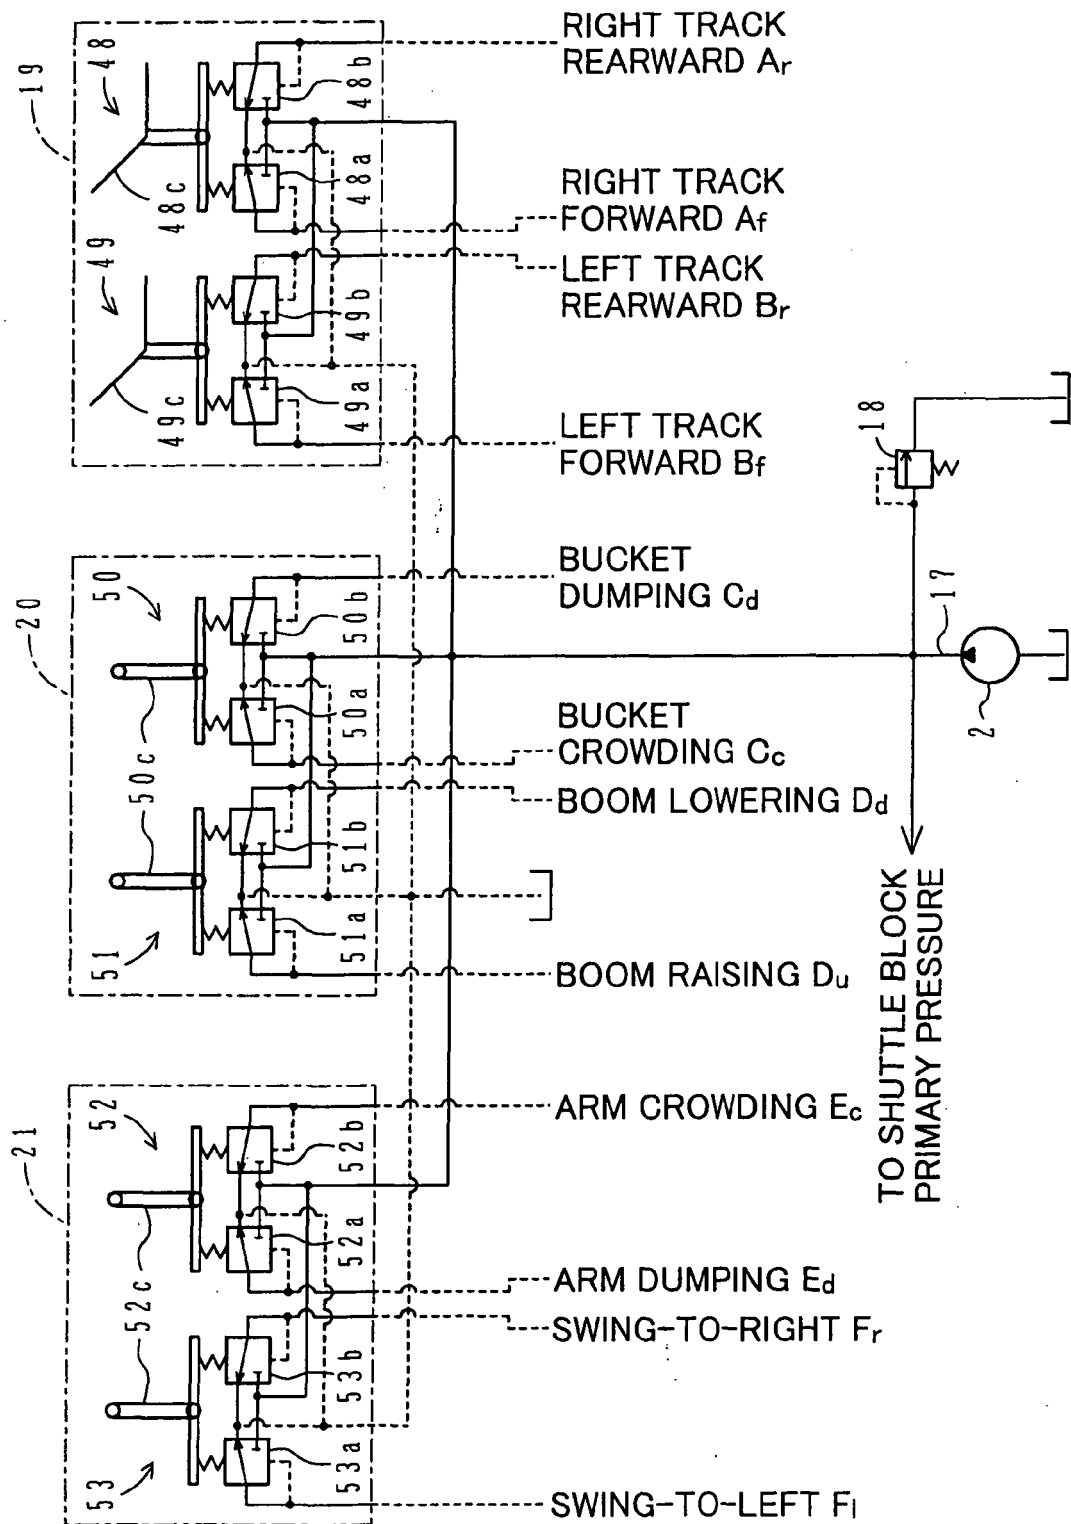 19
48
48c
48a
48b
49
49c
49a
49b
RIGHT TRACK
REARWARD Ar
RIGHT TRACK
FORWARD Af
LEFT TRACK
REARWARD Br
LEFT TRACK
FORWARD Bf
20
50
50c
50a
50b
51
51a
51b
BUCKET
DUMPING Cd
BUCKET
CROWDING Cc
BOOM LOWERING Dd
BOOM RAISING Du
21
52
52c
52a
52b
53
53a
53b
ARM CROWDING Ec
ARM DUMPING Ed
SWING-TO-RIGHT Fr
SWING-TO-LEFT Fl
18
17
2
TO SHUTTLE BLOCK
PRIMARY PRESSURE